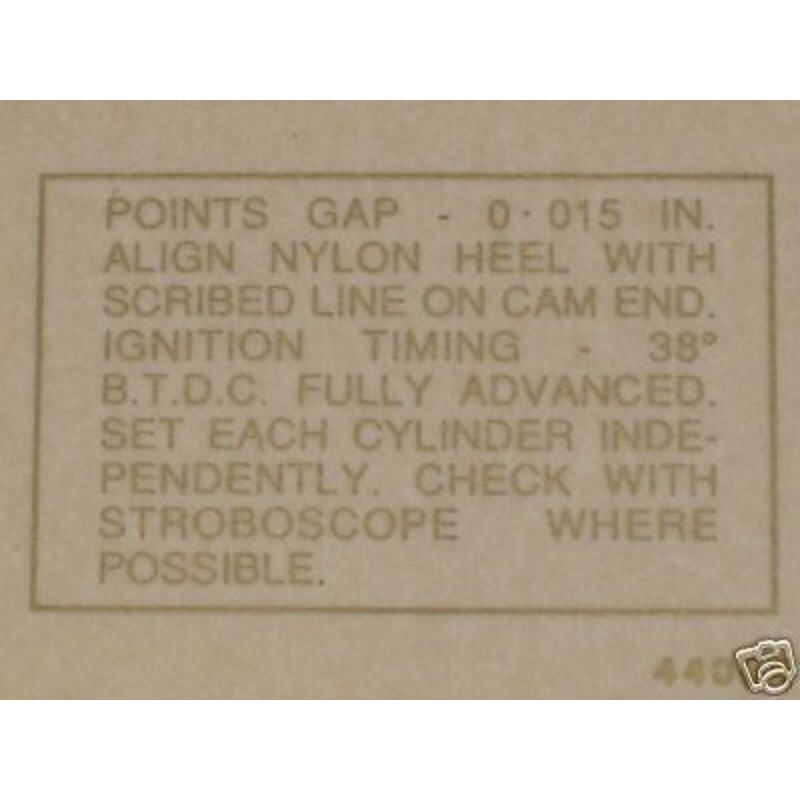 POINTS GAP - 0·015 IN.
ALIGN NYLON HEEL WITH
SCRIBED LINE ON CAM END.
IGNITION TIMING - 38°
B.T.D.C. FULLY ADVANCED.
SET EACH CYLINDER INDE-
PENDENTLY. CHECK WITH
STROBOSCOPE WHERE
POSSIBLE.